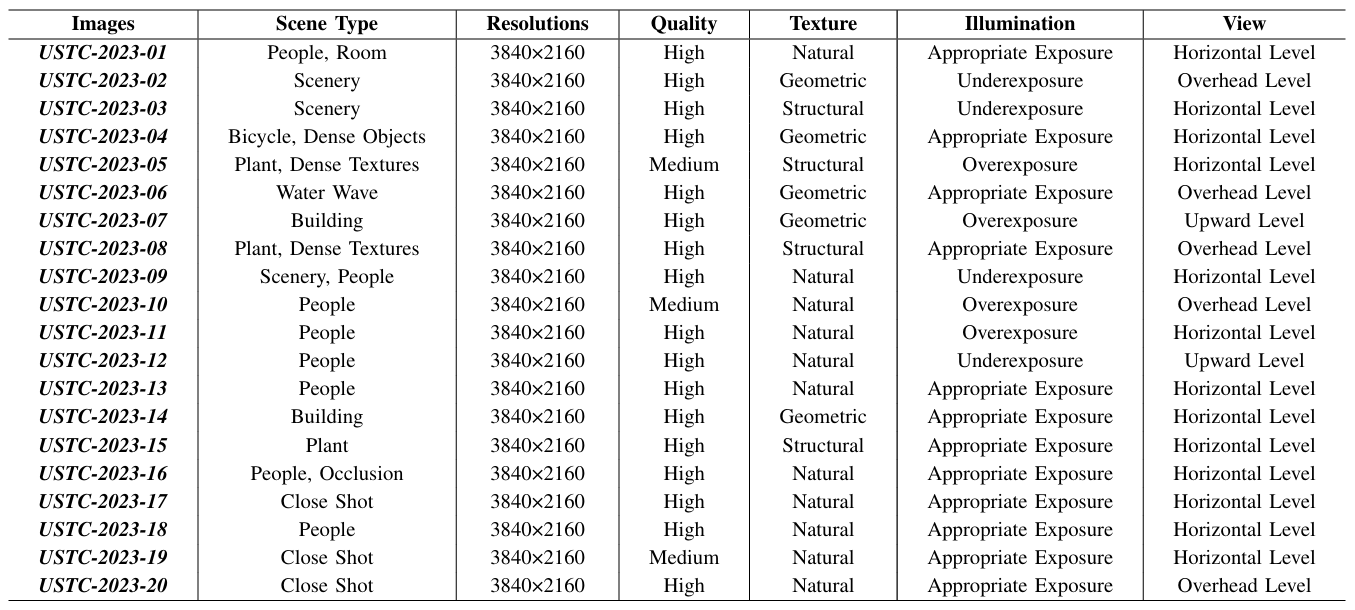 Images Scene Type Resolutions Quality Texture Illumination View
USTC-2023-01 People, Room 3840×2160 High Natural Appropriate Exposure Horizontal Level
USTC-2023-02 Scenery 3840×2160 High Geometric Underexposure Overhead Level
USTC-2023-03 Scenery 3840×2160 High Structural Underexposure Horizontal Level
USTC-2023-04 Bicycle, Dense Objects 3840×2160 High Geometric Appropriate Exposure Horizontal Level
USTC-2023-05 Plant, Dense Textures 3840×2160 Medium Structural Overexposure Horizontal Level
USTC-2023-06 Water Wave 3840×2160 High Geometric Appropriate Exposure Overhead Level
USTC-2023-07 Building 3840×2160 High Geometric Overexposure Upward Level
USTC-2023-08 Plant, Dense Textures 3840×2160 High Structural Appropriate Exposure Overhead Level
USTC-2023-09 Scenery, People 3840×2160 High Natural Underexposure Horizontal Level
USTC-2023-10 People 3840×2160 Medium Natural Overexposure Overhead Level
USTC-2023-11 People 3840×2160 High Natural Overexposure Horizontal Level
USTC-2023-12 People 3840×2160 High Natural Underexposure Upward Level
USTC-2023-13 People 3840×2160 High Natural Appropriate Exposure Horizontal Level
USTC-2023-14 Building 3840×2160 High Geometric Appropriate Exposure Horizontal Level
USTC-2023-15 Plant 3840×2160 High Structural Appropriate Exposure Horizontal Level
USTC-2023-16 People, Occlusion 3840×2160 High Natural Appropriate Exposure Horizontal Level
USTC-2023-17 Close Shot 3840×2160 High Natural Appropriate Exposure Horizontal Level
USTC-2023-18 People 3840×2160 High Natural Appropriate Exposure Horizontal Level
USTC-2023-19 Close Shot 3840×2160 Medium Natural Appropriate Exposure Horizontal Level
USTC-2023-20 Close Shot 3840×2160 High Natural Appropriate Exposure Overhead Level